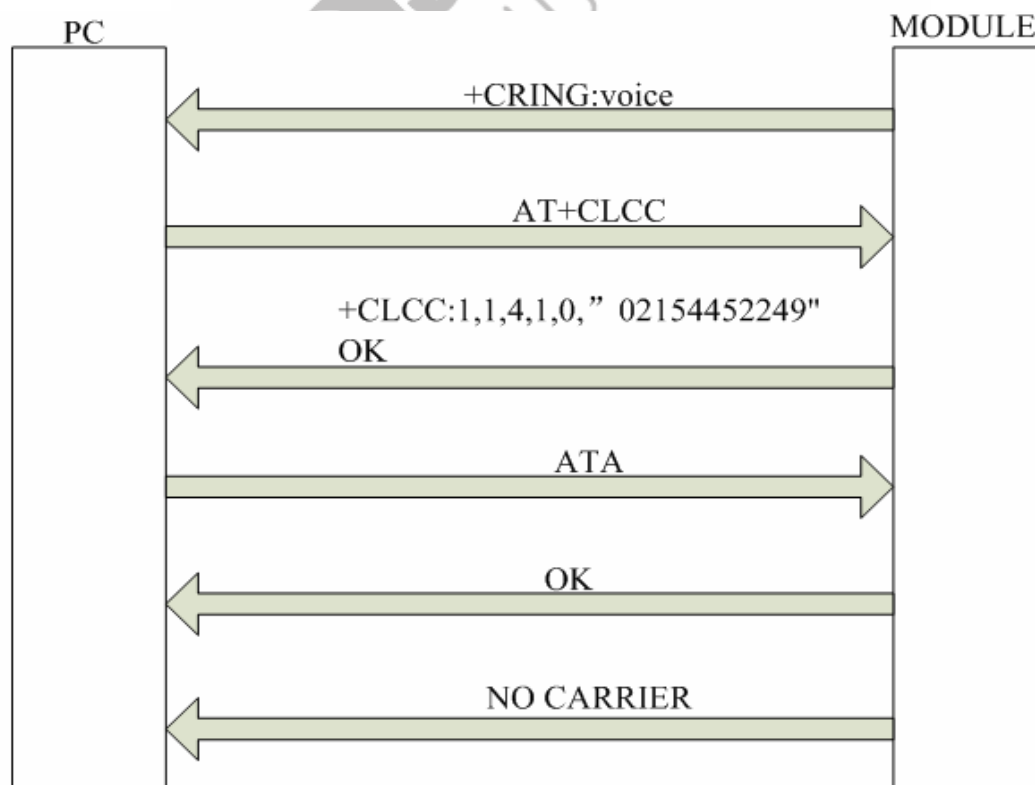 PC
MODULE
+CRING:voice
AT+CLCC
+CLCC:1,1,4,1,0,” 02154452249"
OK
ATA
OK
NO CARRIER